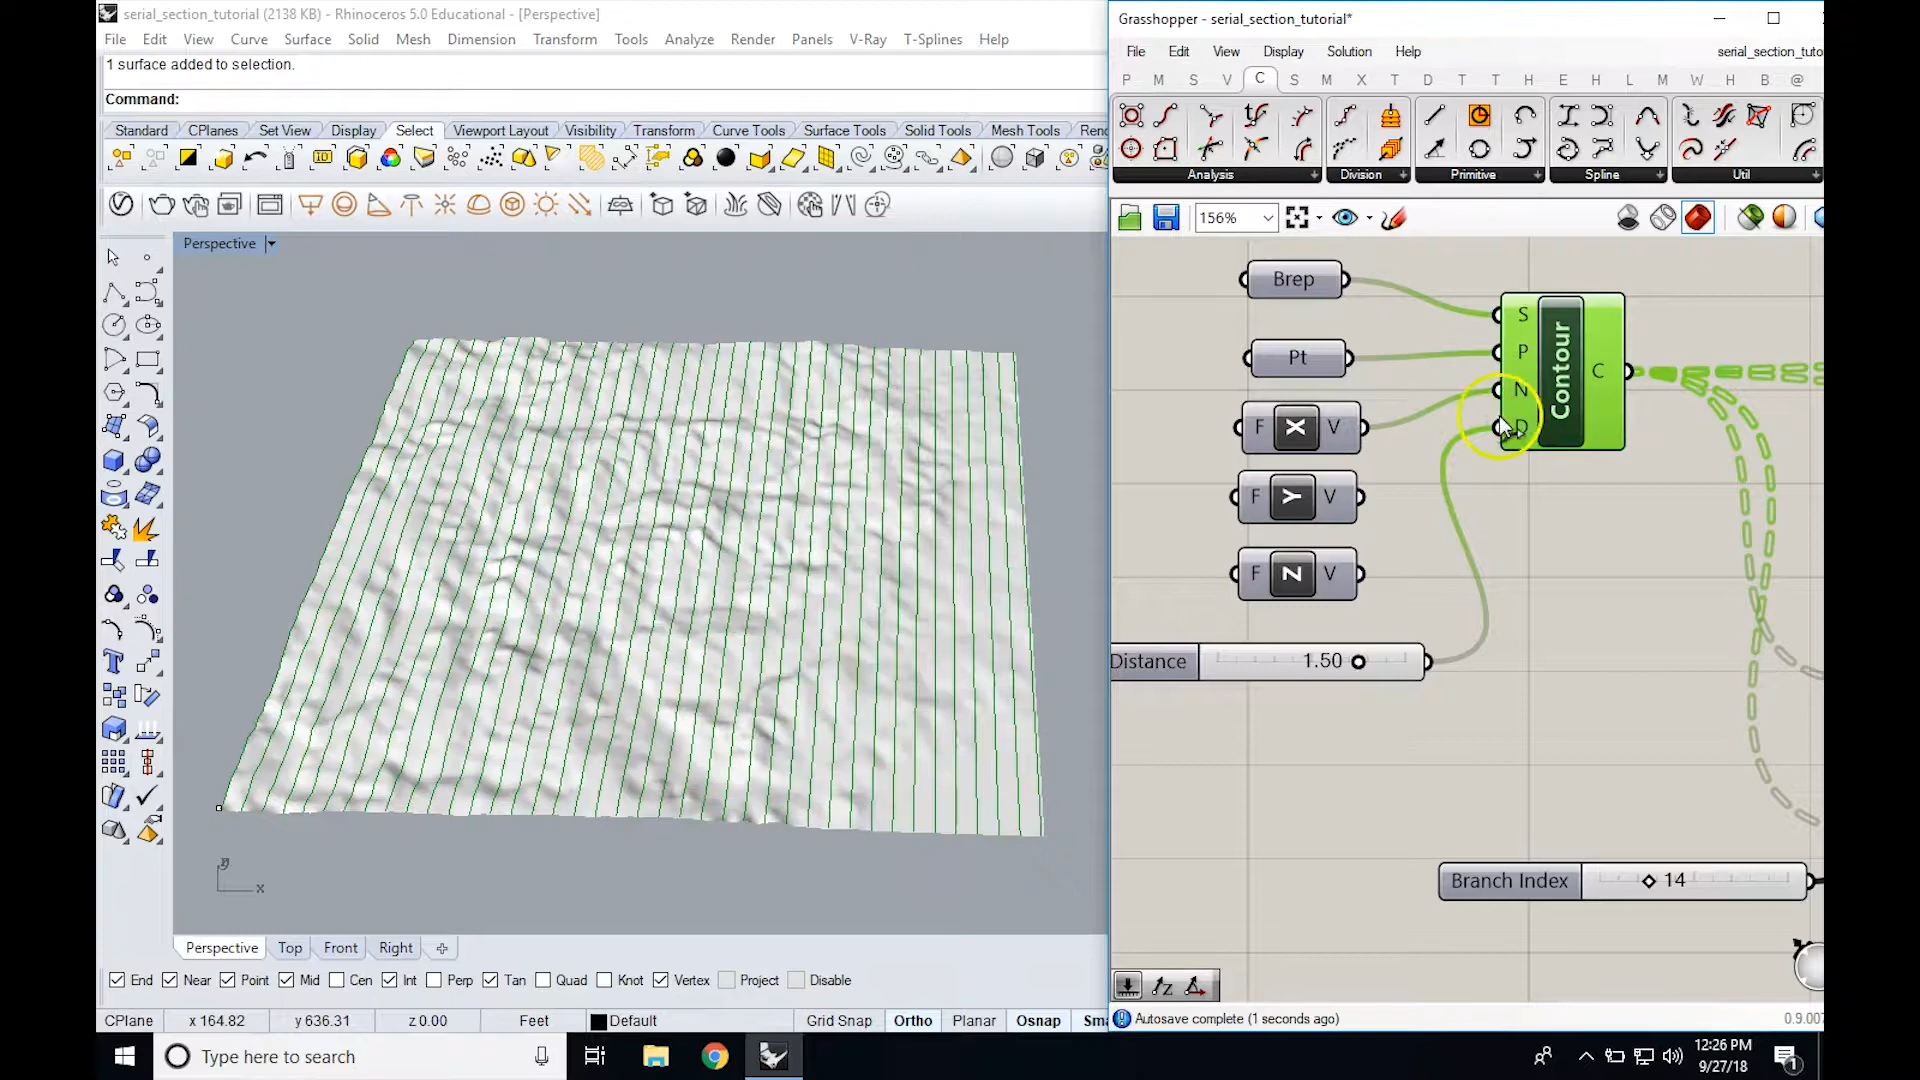 serial_section_tutorial (2138 KB) - Rhinoceros 5.0 Educational - [Perspective]
File Edit View Curve Surface Solid Mesh Dimension Transform Tools Analyze Render Panels V-Ray T-Splines Help
1 surface added to selection.
Command:
Standard CPlanes Set View Display Select Viewport Layout Visibility Transform Curve Tools Surface Tools Solid Tools Mesh Tools Ren
Perspective
y
x
Perspective Top Front Right
End Near Point Mid Cen Int Perp Tan Quad Knot Vertex Project Disable
CPlane x 164.82 y 636.31 z 0.00 Feet Default Grid Snap Ortho Planar Osnap Sma
Grasshopper - serial_section_tutorial*
File Edit View Display Solution Help serial_section_tuto
P M S V C S M X T D T T H E H L M W H B @
Analysis Division Primitive Spline Util
156%
Brep
Pt
F X V
F Y V
F Z V
S
P
N
D
Contour
C
Distance 1.50
Branch Index 14
Autosave complete (1 seconds ago) 0.9.007
Type here to search
12:26 PM
9/27/18
1